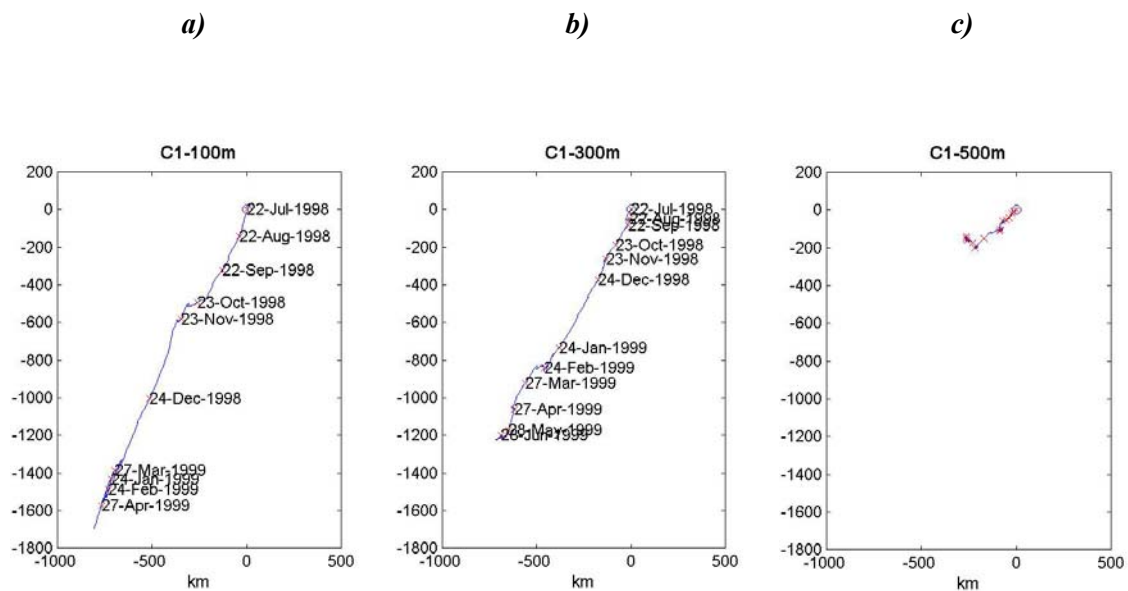 a)
b)
c)
C1-100m
200
0
-200
-400
-600
-800
-1000
-1200
-1400
-1600
-1800
-1000
-500
0
500
km
22-Jul-1998
22-Aug-1998
22-Sep-1998
23-Oct-1998
23-Nov-1998
24-Dec-1998
27-Mar-1999
24-Jan-1999
24-Feb-1999
27-Apr-1999
C1-300m
200
0
-200
-400
-600
-800
-1000
-1200
-1400
-1600
-1800
-1000
-500
0
500
km
22-Jul-1998
22-Aug-1998
22-Sep-1998
23-Oct-1998
23-Nov-1998
24-Dec-1998
24-Jan-1999
24-Feb-1999
27-Mar-1999
27-Apr-1999
28-May-1999
28-Jun-1999
C1-500m
200
0
-200
-400
-600
-800
-1000
-1200
-1400
-1600
-1800
-1000
-500
0
500
km